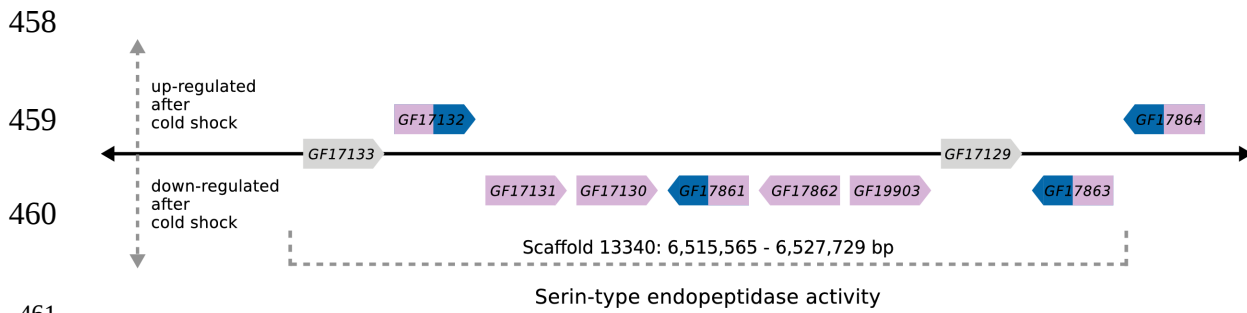 458
up-regulated
after
cold shock
GF17132
GF17864
459
GF17133
GF17129
down-regulated
after
cold shock
GF17131 GF17130 GF17861 GF17862 GF19903 GF17863
460
Scaffold 13340: 6,515,565 - 6,527,729 bp
Serin-type endopeptidase activity
461